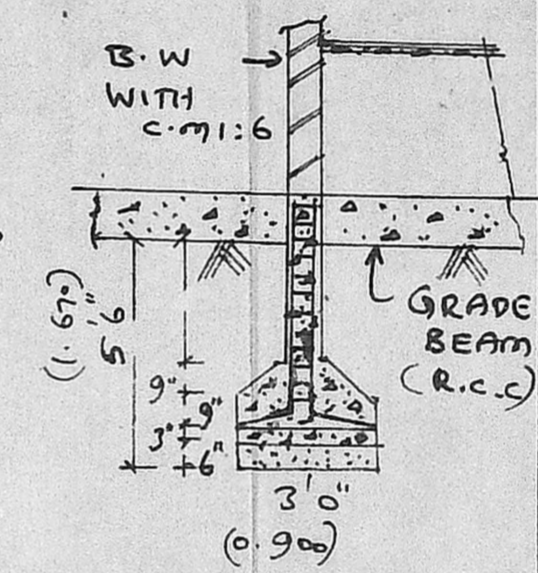 B.W
WITH
C.M 1:6
5'6"
(1.670)
9"
9"
3"
6"
GRADE
BEAM
(R.C.C)
3'0"
(0.900)